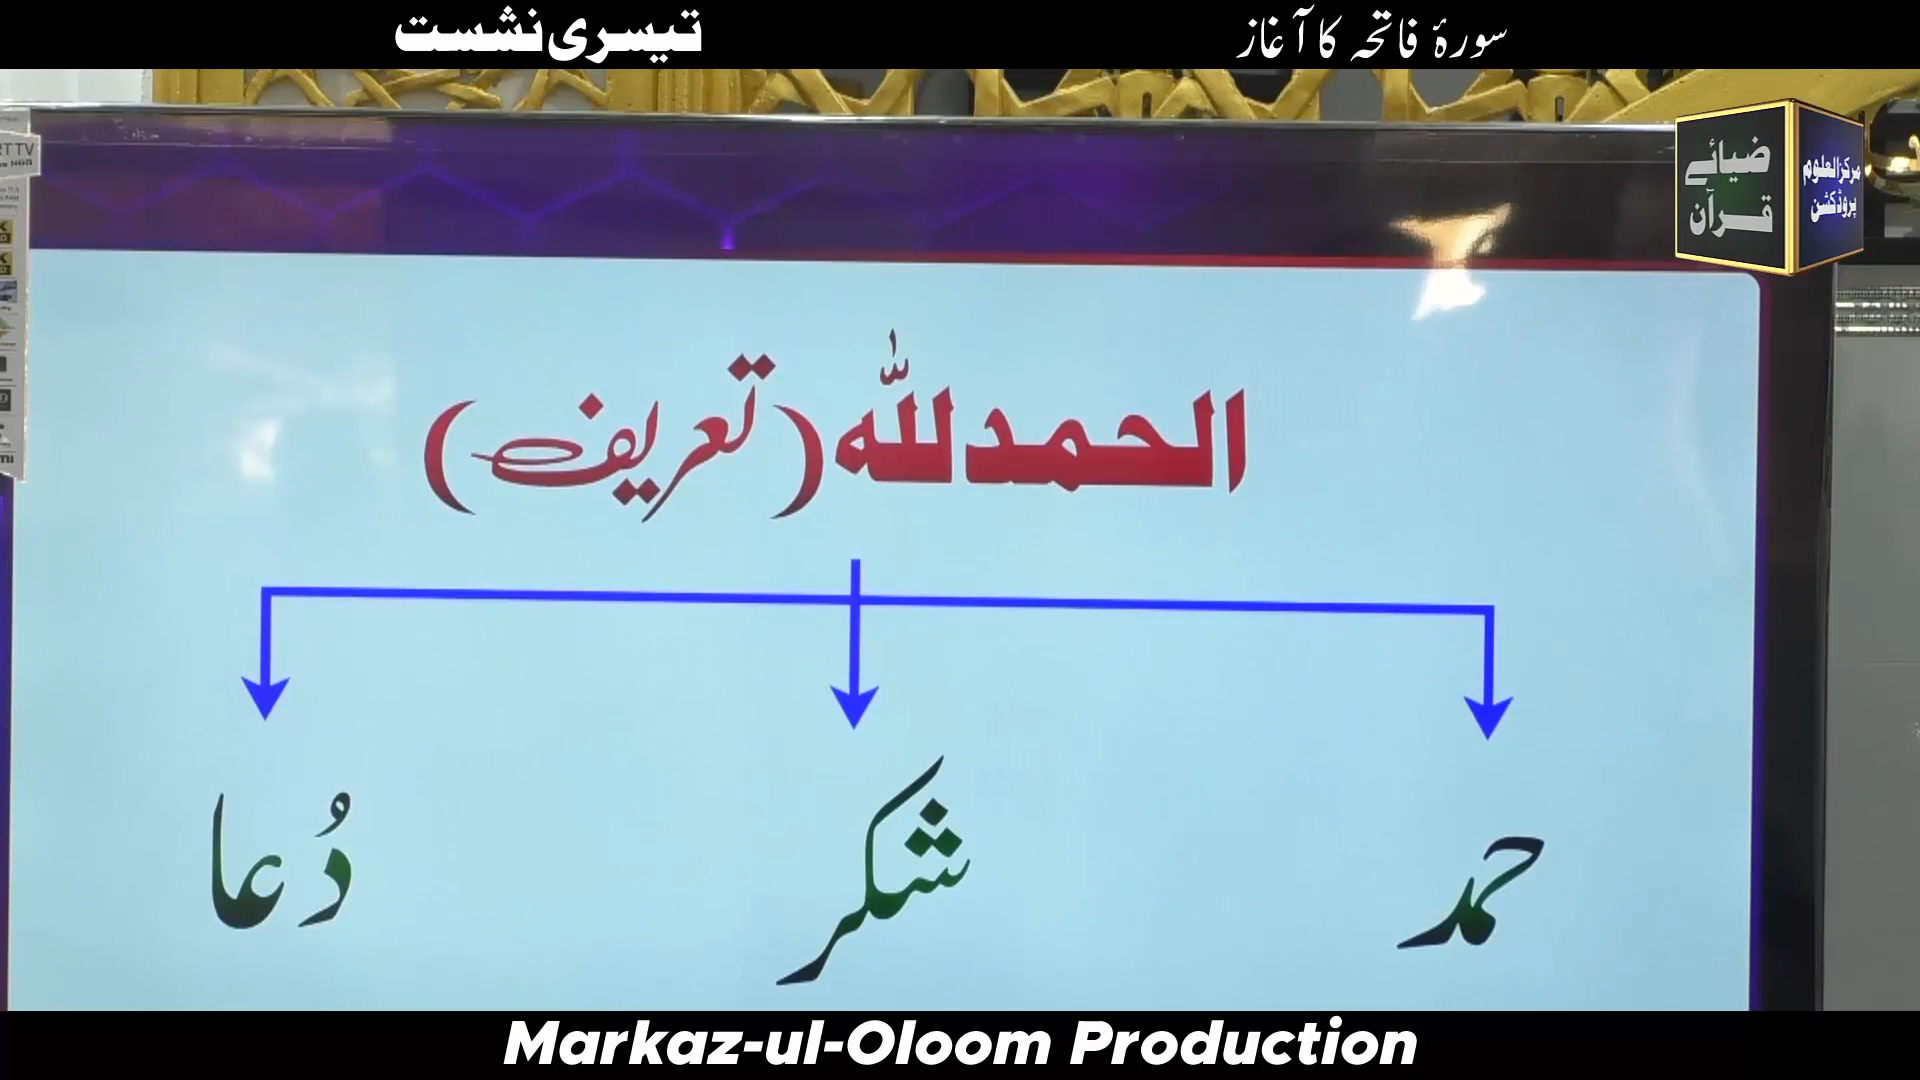 سورۂ فاتحہ کا آغاز
تیسری نشست
ضیائے
قرآن
مرکز العلوم
پروڈکشن
الحمدللہ (تعریف)
حمد
شکر
دُعا
Markaz-ul-Oloom Production